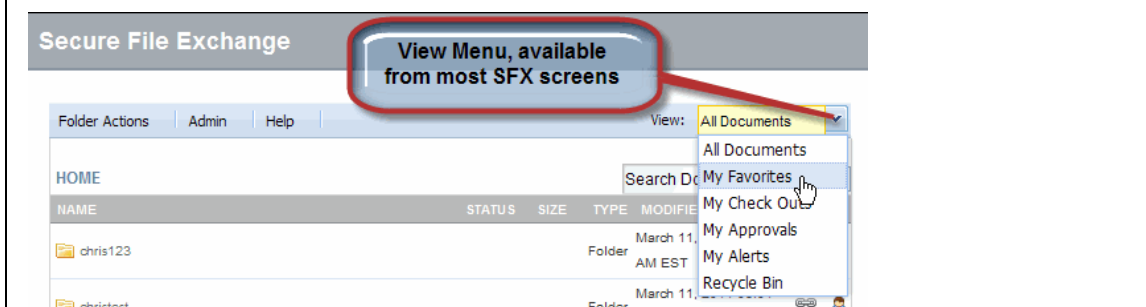 Secure File Exchange
View Menu, available
from most SFX screens
Folder Actions Admin Help View: All Documents
All Documents
HOME Search Do My Favorites
My Check Outs
NAME STATUS SIZE TYPE MODIFIE
My Approvals
chris123 Folder March 11,
AM EST
My Alerts
Recycle Bin
christest Folder March 11,